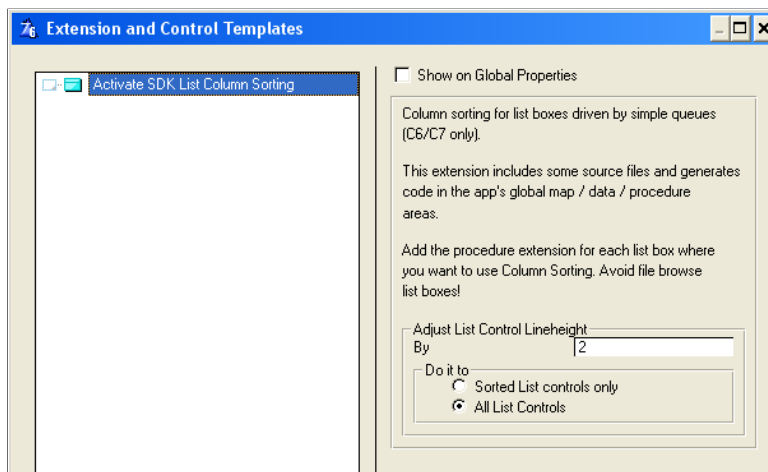 Extension and Control Templates
Activate SDK List Column Sorting
Show on Global Properties
Column sorting for list boxes driven by simple queues
(C6/C7 only).
This extension includes some source files and generates
code in the app's global map / data / procedure
areas.
Add the procedure extension for each list box where
you want to use Column Sorting. Avoid file browse
list boxes!
Adjust List Control Lineheight
By 2
Do it to
Sorted List controls only
All List Controls